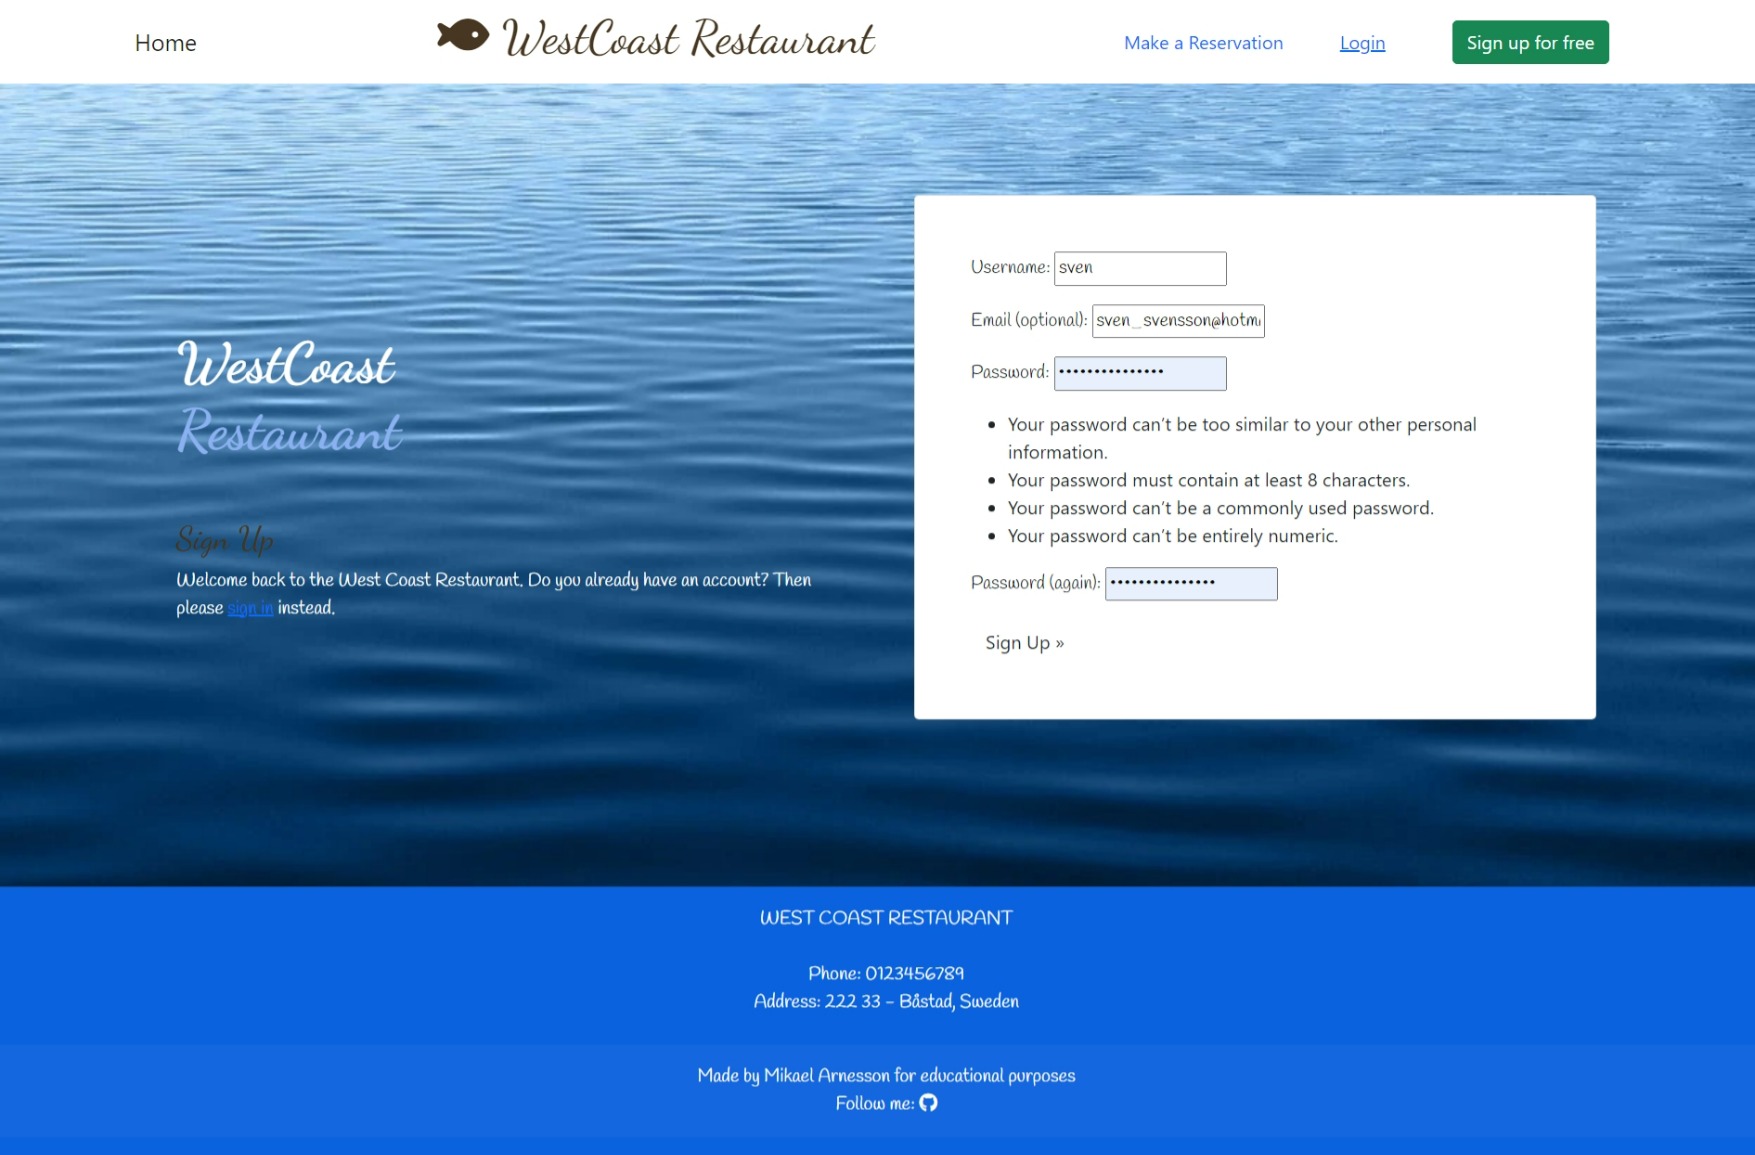 Home
WestCoast Restaurant
Make a Reservation
Login
Sign up for free
WestCoast
Restaurant
Sign Up
Welcome back to the West Coast Restaurant. Do you already have an account? Then
please sign in instead.
Username: sven
Email (optional): sven_svensson@hotm
Password: •••••••••••••••
• Your password can't be too similar to your other personal
information.
• Your password must contain at least 8 characters.
• Your password can't be a commonly used password.
• Your password can't be entirely numeric.
Password (again): •••••••••••••••
Sign Up »
WEST COAST RESTAURANT
Phone: 0123456789
Address: 222 33 - Båstad, Sweden
Made by Mikael Arnesson for educational purposes
Follow me: